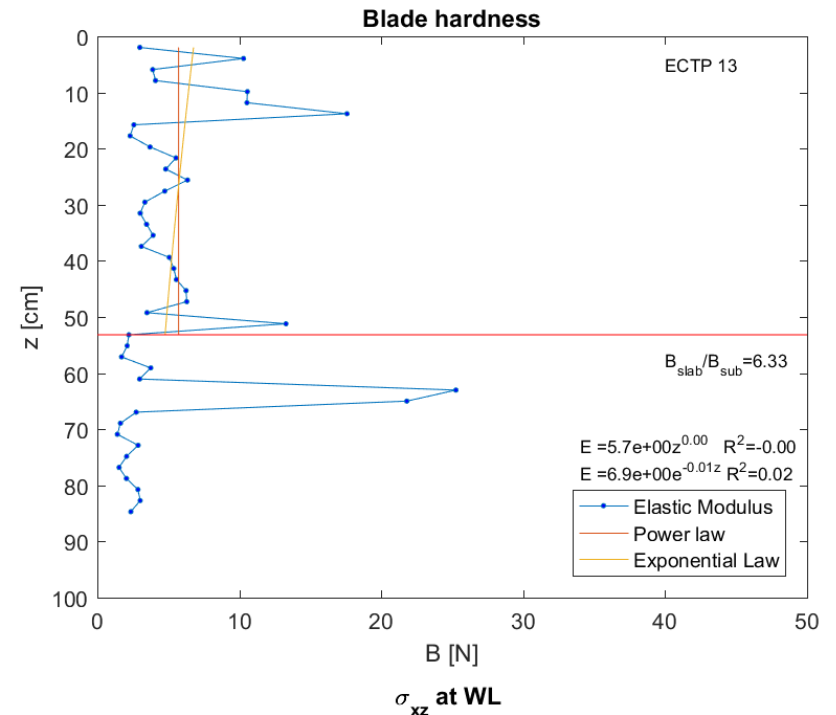 Blade hardness
0
10
20
30
40
50
60
70
80
90
100
z [cm]
ECTP 13
B_slab/B_sub=6.33
E =5.7e+00z^0.00 R^2=-0.00
E =6.9e+00e^-0.01z R^2=0.02
Elastic Modulus
Power law
Exponential Law
0 10 20 30 40 50
B [N]
σ_xz at WL